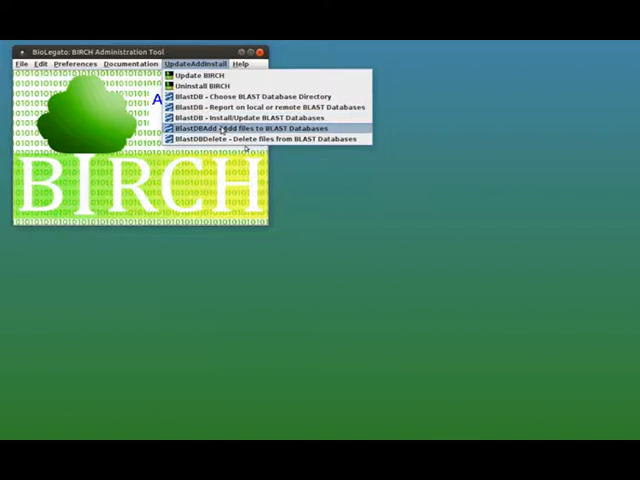 BioLegato: BIRCH Administration Tool
File Edit Preferences Documentation UpdateAddInstall Help
Update BIRCH
Uninstall BIRCH
BlastDB - Choose BLAST Database Directory
BlastDB - Report on local or remote BLAST Databases
BlastDB - Install/Update BLAST Databases
BlastDBAdd - Add files to BLAST Databases
BlastDBDelete - Delete files from BLAST Databases
A
BIRCH